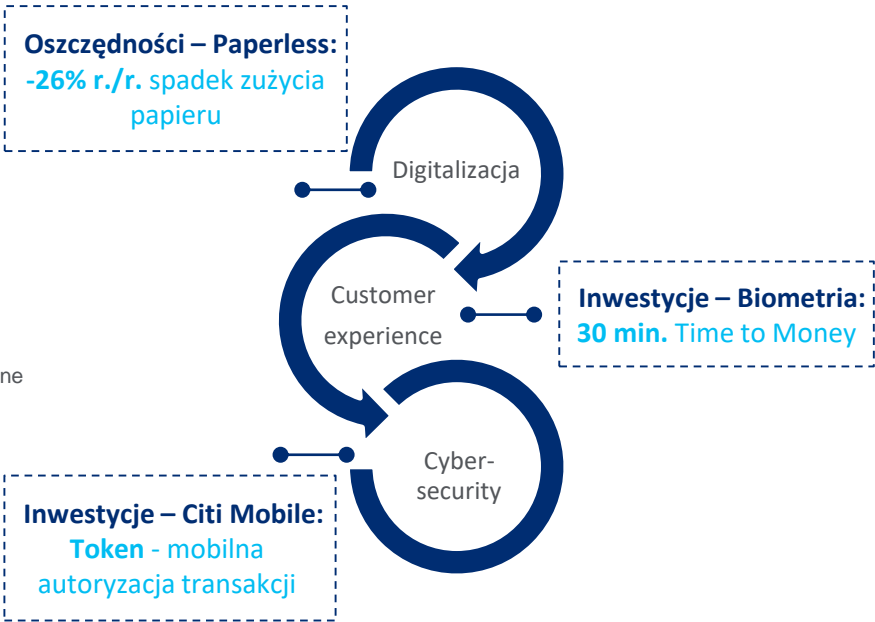 Oszczędności – Paperless:
-26% r./r. spadek zużycia
papieru
Digitalizacja
Customer
experience
Inwestycje – Biometria:
30 min. Time to Money
ne
Cyber-
security
Inwestycje – Citi Mobile:
Token - mobilna
autoryzacja transakcji